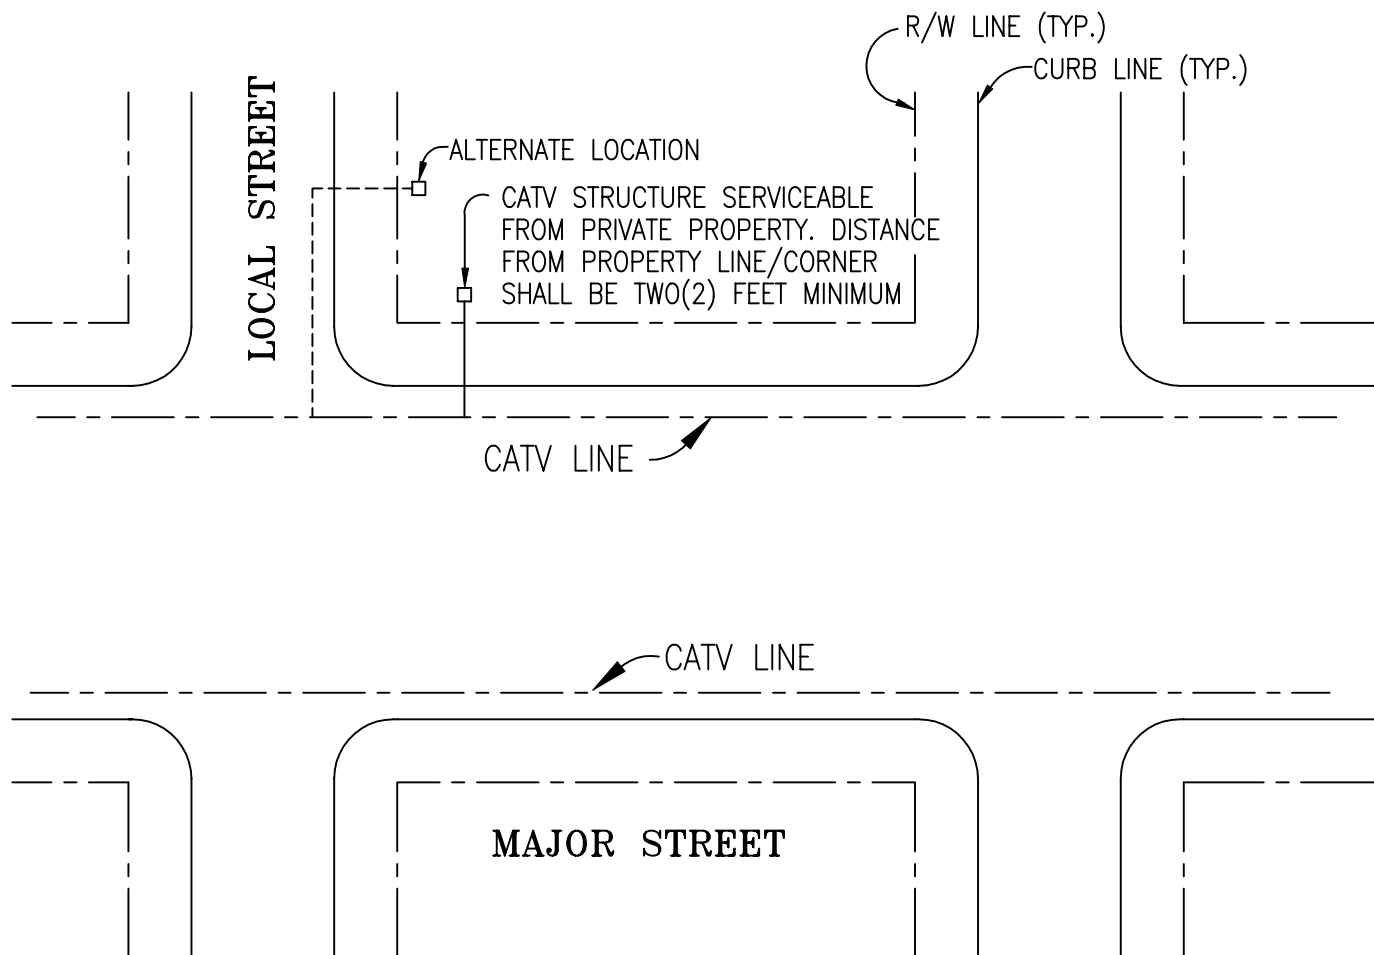 R/W LINE (TYP.)
CURB LINE (TYP.)
LOCAL STREET
ALTERNATE LOCATION
CATV STRUCTURE SERVICEABLE
FROM PRIVATE PROPERTY. DISTANCE
FROM PROPERTY LINE/CORNER
SHALL BE TWO(2) FEET MINIMUM
CATV LINE
CATV LINE
MAJOR STREET